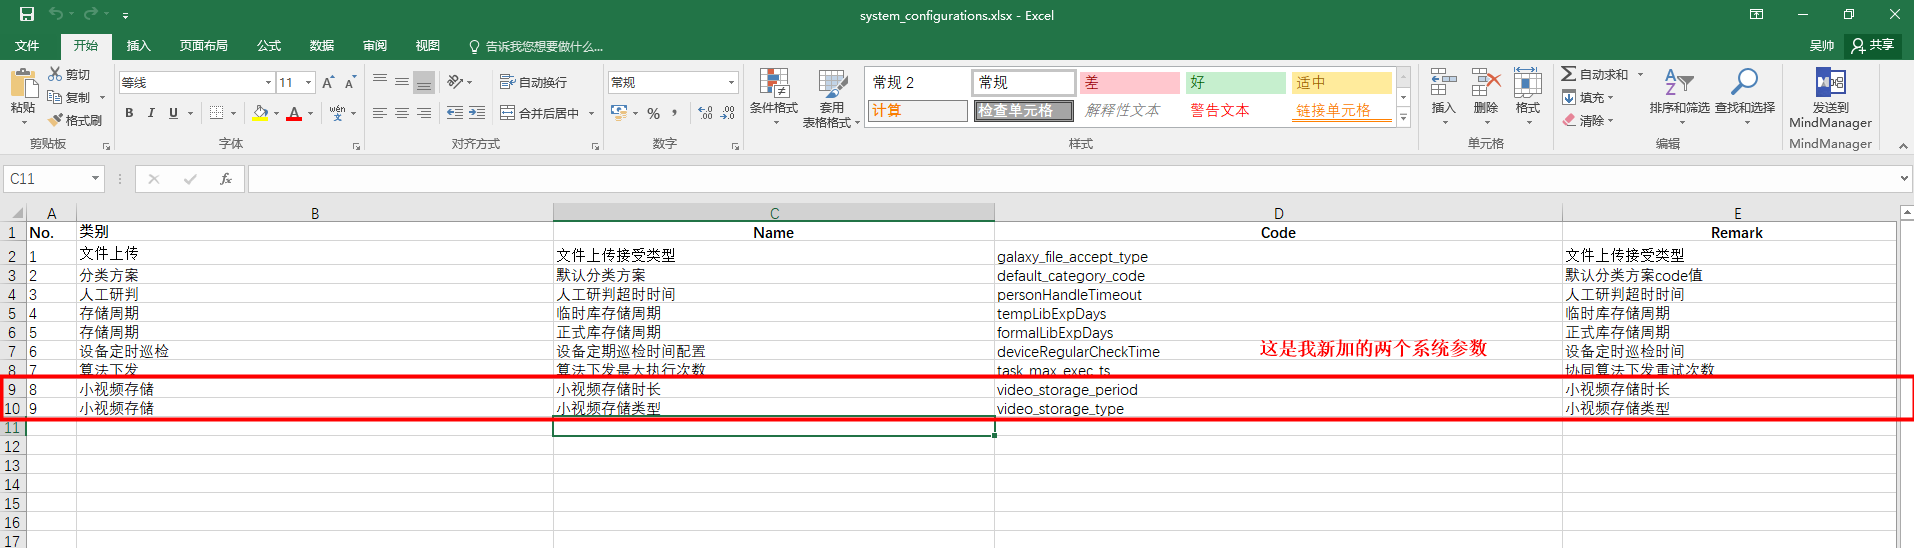 system_configurations.xlsx - Excel
文件 开始 插入 页面布局 公式 数据 审阅 视图 告诉我您想要做什么... 吴帅 共享
粘贴 剪切 复制 格式刷
等线 11
B I U wén 变
自动换行
合并后居中
常规
% , .00
条件格式 套用表格格式
常规 2 常规 差 好 适中
计算 检查单元格 解释性文本 警告文本 链接单元格
插入 删除 格式
自动求和 填充 清除
排序和筛选 查找和选择
发送到 MindManager
剪贴板 字体 对齐方式 数字 样式 单元格 编辑 MindManager
C11 fx
A B C D E
1 No. 类别 Name Code Remark
2 1 文件上传 文件上传接受类型 galaxy_file_accept_type 文件上传接受类型
3 2 分类方案 默认分类方案 default_category_code 默认分类方案code值
4 3 人工研判 人工研判超时时间 personHandleTimeout 人工研判超时时间
5 4 存储周期 临时库存储周期 tempLibExpDays 临时库存储周期
6 5 存储周期 正式库存储周期 formalLibExpDays 正式库存储周期
7 6 设备定时巡检 设备定期巡检时间配置 deviceRegularCheckTime 设备定时巡检时间
这是我新加的两个系统参数
8 7 算法下发 算法下发最大执行次数 task_max_exec_ts 协同算法下发重试次数
9 8 小视频存储 小视频存储时长 video_storage_period 小视频存储时长
10 9 小视频存储 小视频存储类型 video_storage_type 小视频存储类型
11
12
13
14
15
16
17